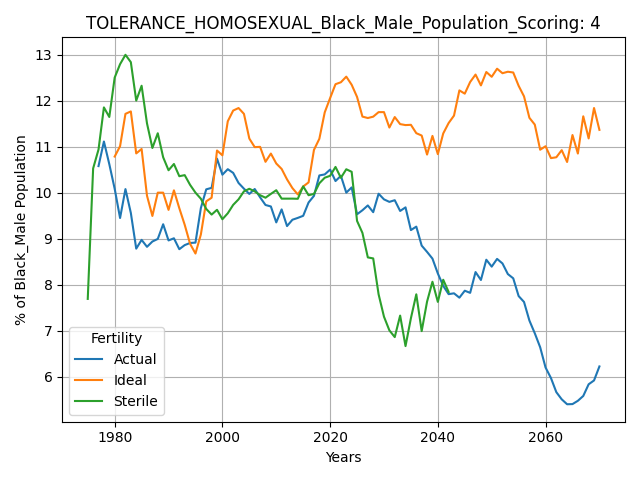 TOLERANCE_HOMOSEXUAL_Black_Male_Population_Scoring: 4
% of Black_Male Population
13
12
11
10
9
8
7
6
Fertility
Actual
Ideal
Sterile
1980
2000
2020
2040
2060
Years